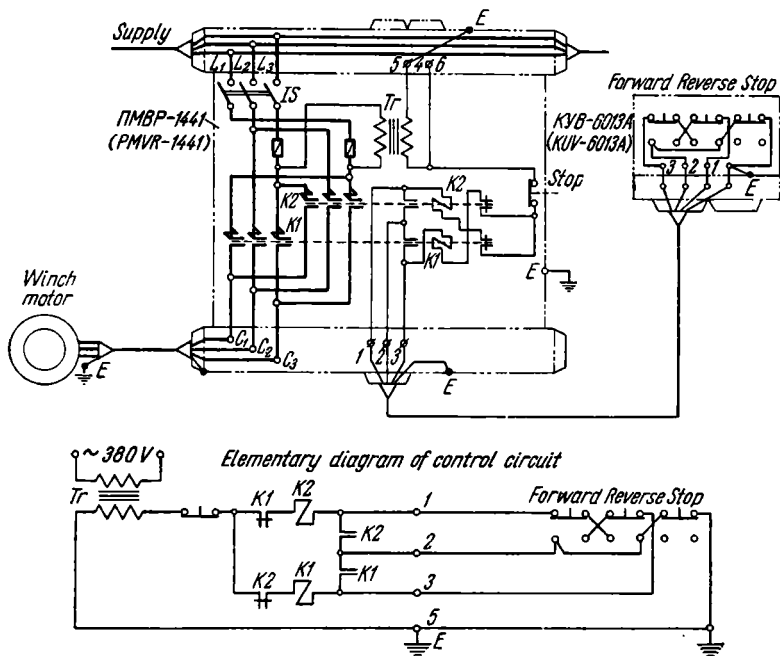 Supply
E
L1 L2 L3
5 4 6
IS
Tr
ПМВР-1441
(PMVR-1441)
Forward Reverse Stop
КУВ-6013А
(KUV-6013A)
3 2 1
E
K2
K2
Stop
K1
K1
E
Winch
motor
E
C1
C2
C3
1 2 3
E
~380V
Elementary diagram of control circuit
Tr
K1
K2
1
Forward Reverse Stop
K2
2
K2
K1
K1
3
5
E